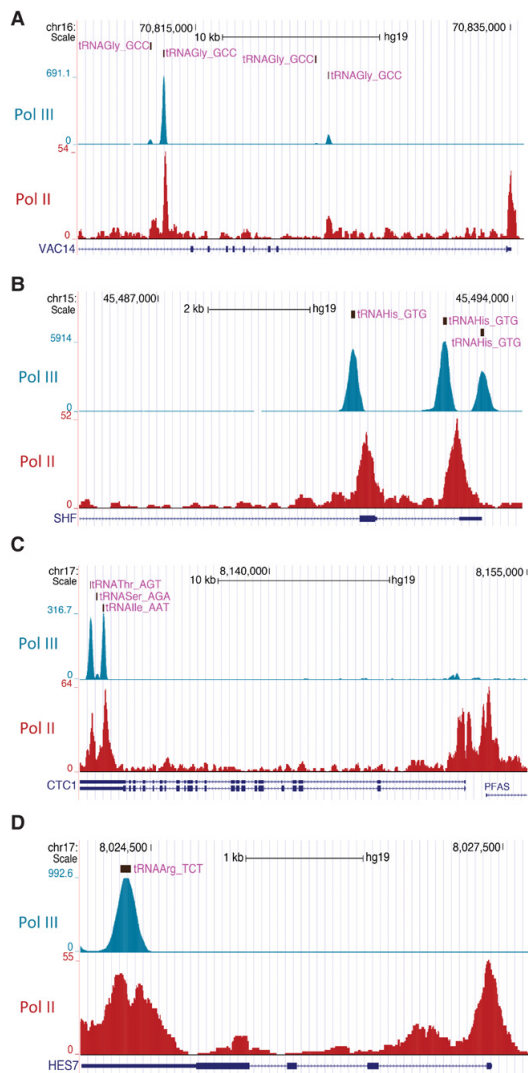 A
chr16: 70,815,000 70,835,000
Scale 10 kb hg19
tRNAGly_GCC tRNAGly_GCC tRNAGly_GCC
tRNAGly_GCC
691.1
Pol III
0
54
Pol II
0
VAC14
B
chr15: 45,487,000 45,494,000
Scale 2 kb hg19
tRNAHis_GTG tRNAHis_GTG
tRNAHis_GTG
5914
Pol III
0
52
Pol II
0
SHF
C
chr17: 8,140,000 8,155,000
Scale 10 kb hg19
tRNAThr_AGT
tRNASer_AGA
tRNAIle_AAT
316.7
Pol III
0
64
Pol II
0
CTC1 PFAS
D
chr17: 8,024,500 8,027,500
Scale 1 kb hg19
tRNAArg_TCT
992.6
Pol III
0
55
Pol II
0
HES7